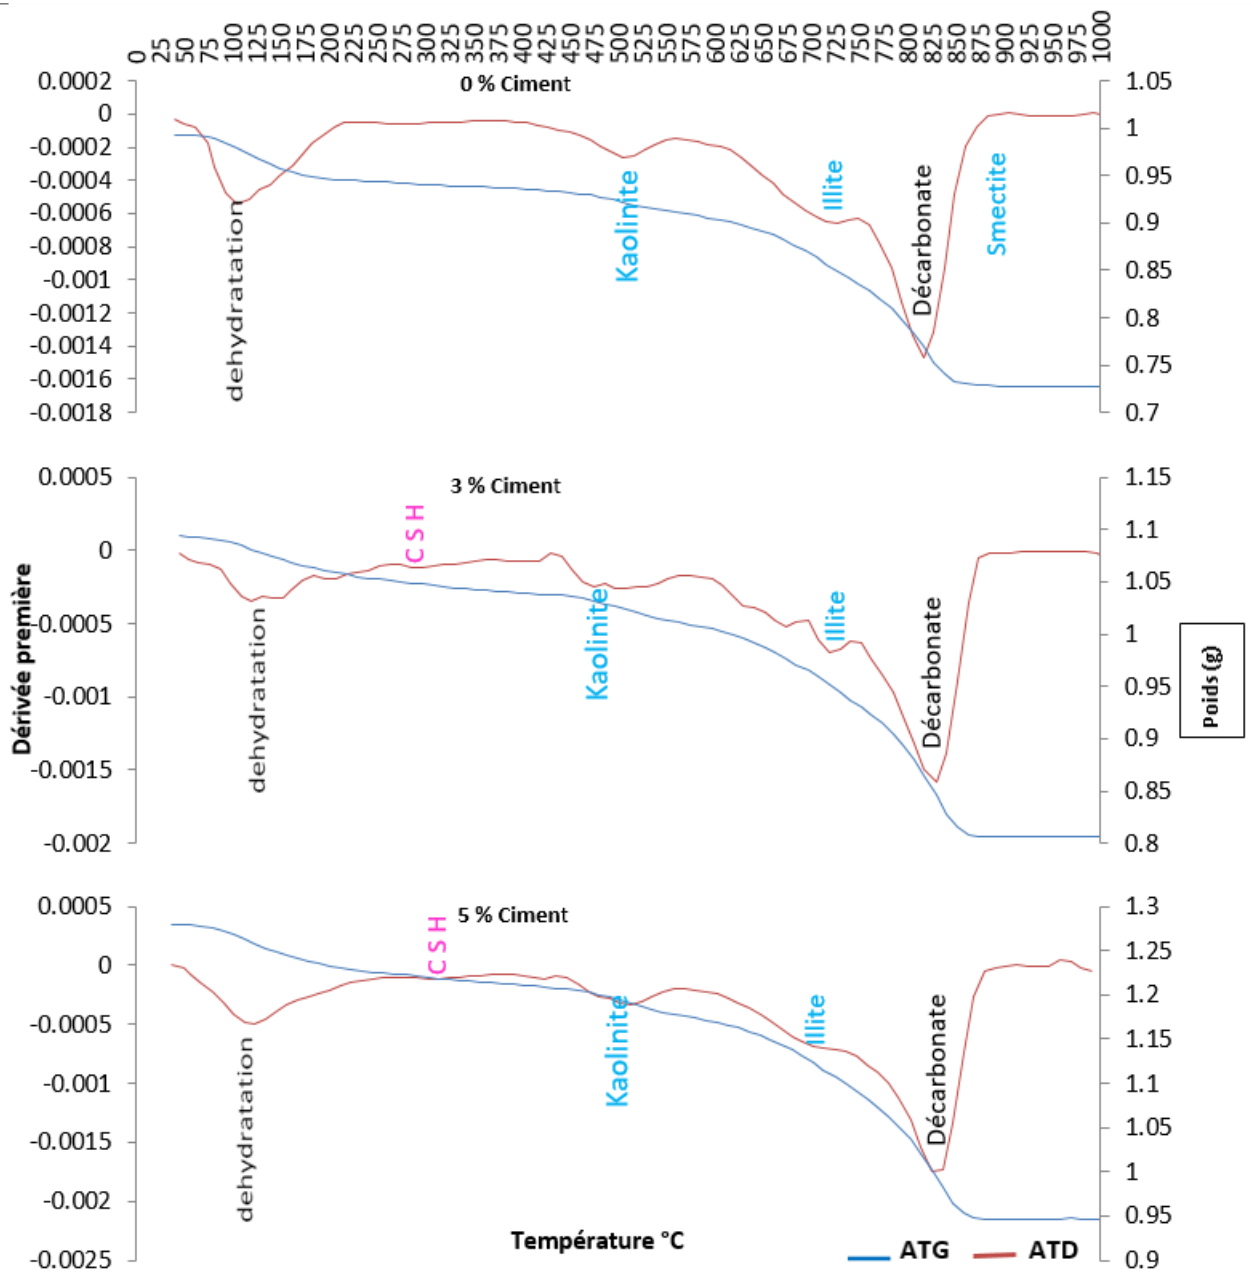 0 25 50 75 100 125 150 175 200 225 250 275 300 325 350 375 400 425 450 475 500 525 550 575 600 625 650 675 700 725 750 775 800 825 850 875 900 925 950 975 1000
0 % Ciment
0.0002
0
-0.0002
-0.0004
-0.0006
-0.0008
-0.001
-0.0012
-0.0014
-0.0016
-0.0018
dehydratation
Kaolinite
Illite
Décarbonate
Smectite
1.05
1
0.95
0.9
0.85
0.8
0.75
0.7
3 % Ciment
0.0005
0
-0.0005
-0.001
-0.0015
-0.002
dehydratation
C S H
Kaolinite
Illite
Décarbonate
1.15
1.1
1.05
1
0.95
0.9
0.85
0.8
Dérivée première
Poids (g)
5 % Ciment
0.0005
0
-0.0005
-0.001
-0.0015
-0.002
-0.0025
dehydratation
C S H
Kaolinite
Illite
Décarbonate
1.3
1.25
1.2
1.15
1.1
1.05
1
0.95
0.9
Température °C
ATG ATD